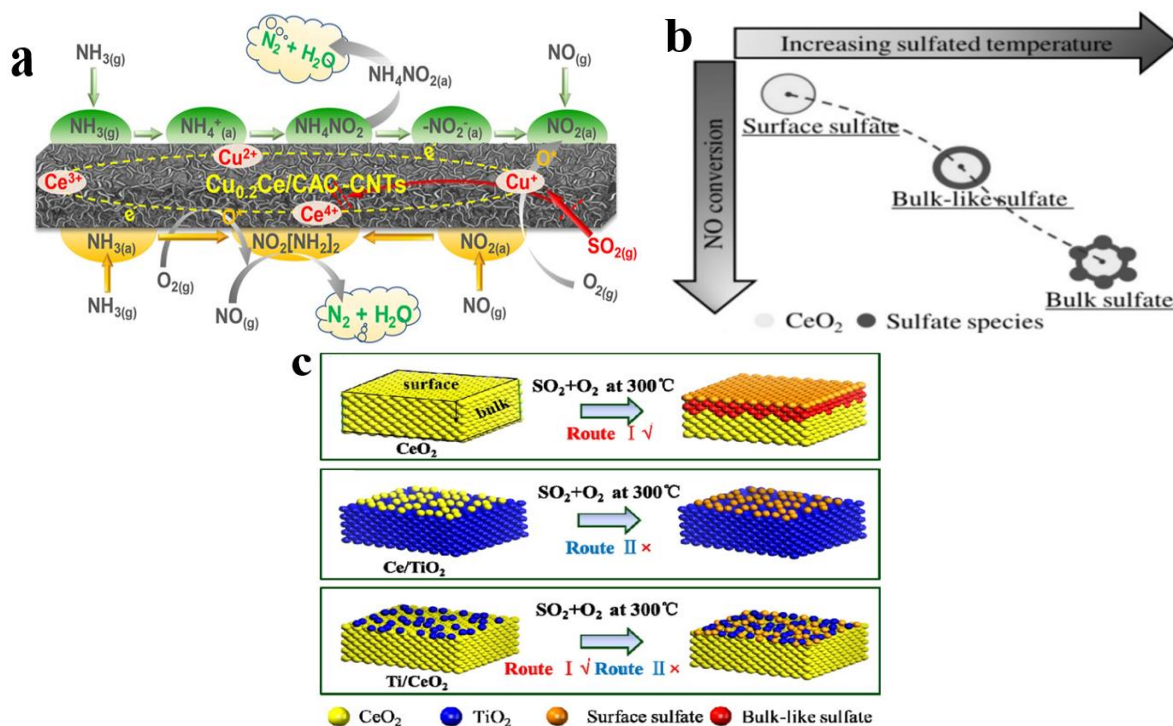 a
NH3(g)
N2 + H2O
NH4NO2(a)
NO(g)
NH3(g)
NH4+(a)
NH4NO2
-NO2-(a)
NO2(a)
Cu2+
e-
O*
Ce3+
Cu0.2Ce/CAC-CNTs
Cu+
e-
O*
Ce4+
NH3(a)
NO2[NH2]2
NO2(a)
SO2(g)
O2(g)
O2(g)
NH3(g)
NO(g)
N2 + H2O
NO(g)
b
Increasing sulfated temperature
NO conversion
Surface sulfate
Bulk-like sulfate
Bulk sulfate
CeO2
Sulfate species
c
surface
bulk
CeO2
SO2+O2 at 300℃
Route Ⅰ √
Ce/TiO2
SO2+O2 at 300℃
Route Ⅱ ×
Ti/CeO2
SO2+O2 at 300℃
Route Ⅰ √ Route Ⅱ ×
CeO2
TiO2
Surface sulfate
Bulk-like sulfate